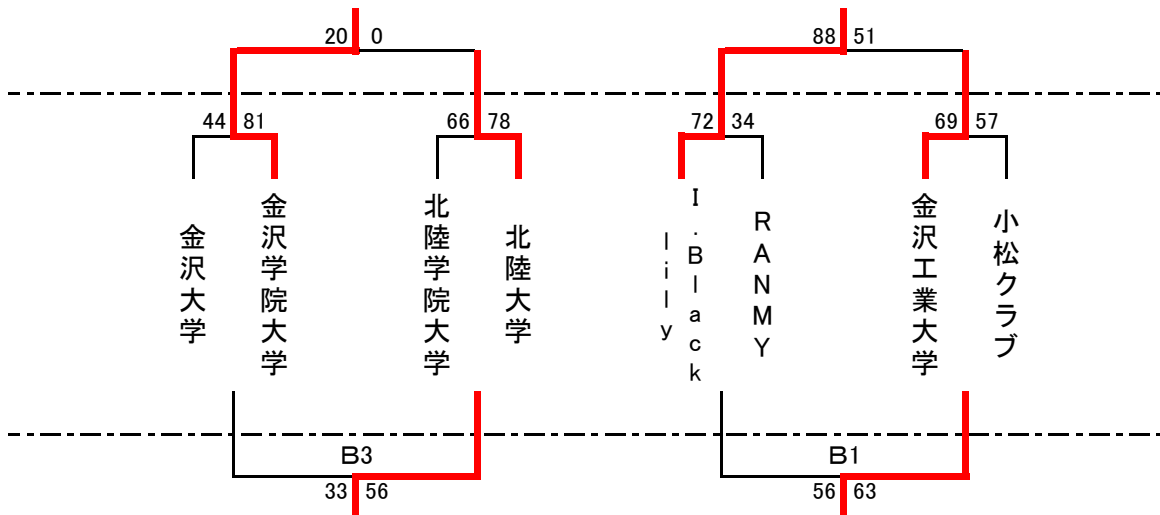 20 0
88 51
44 81
66 78
72 34
69 57
金沢大学
金沢学院大学
北陸学院大学
北陸大学
I.Black
lily
RANMY
金沢工業大学
小松クラブ
B3
B1
33 56
56 63